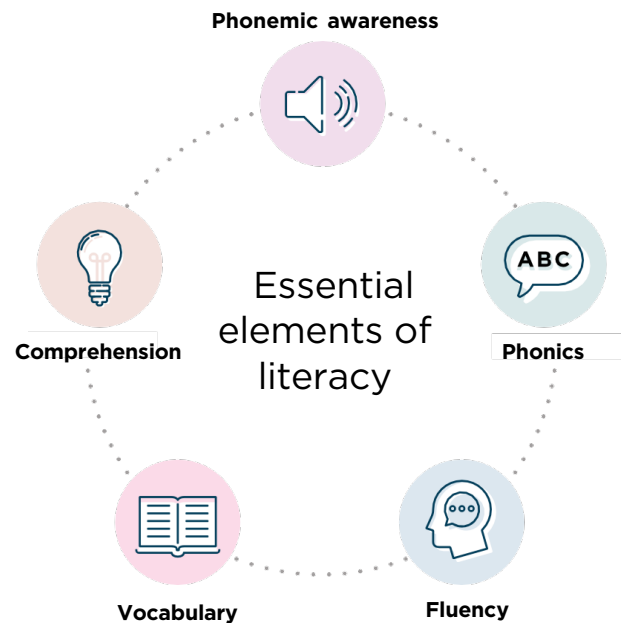 Phonemic awareness
ABC
Essential
elements of
literacy
Comprehension
Phonics
Vocabulary
Fluency